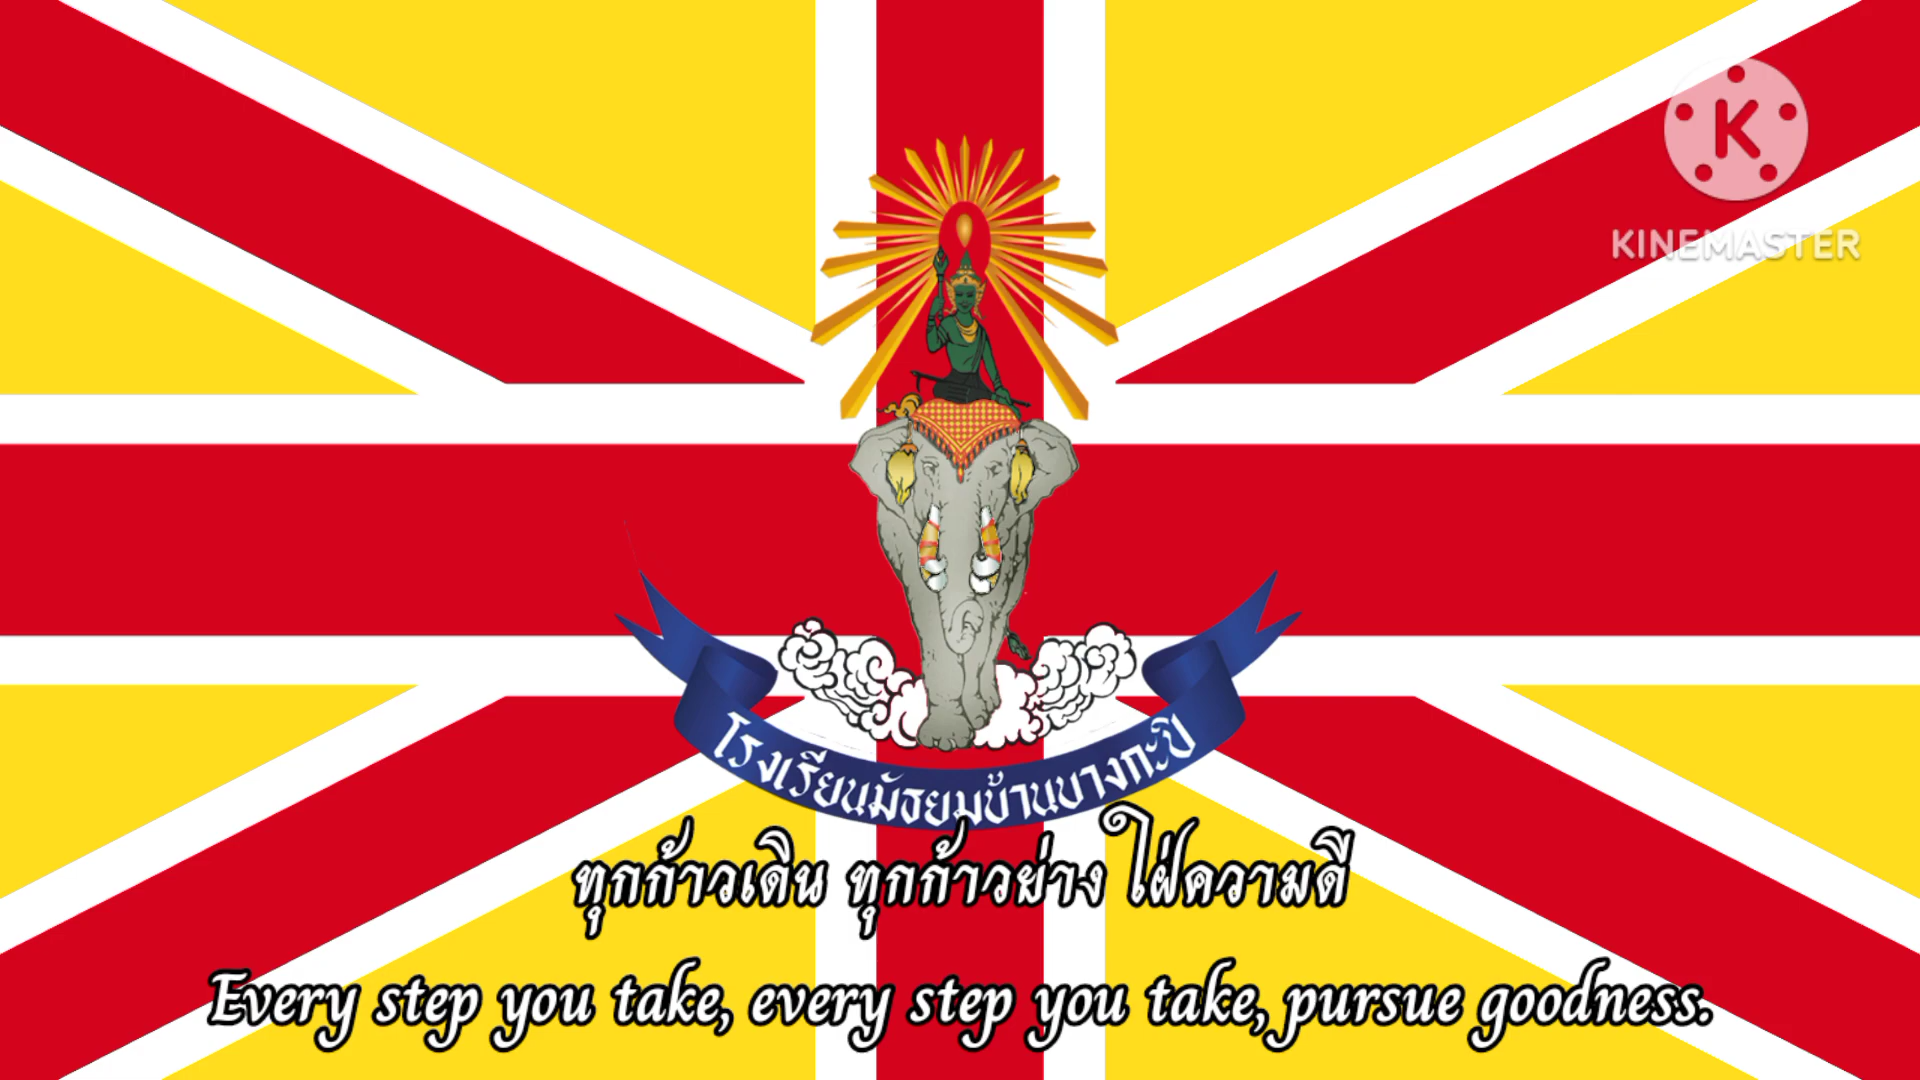 K
KINEMASTER
โรงเรียนมัธยมบ้านบางกะปิ
ทุกก้าวเดิน ทุกก้าวย่าง ใฝ่ความดี
Every step you take, every step you take, pursue goodness.